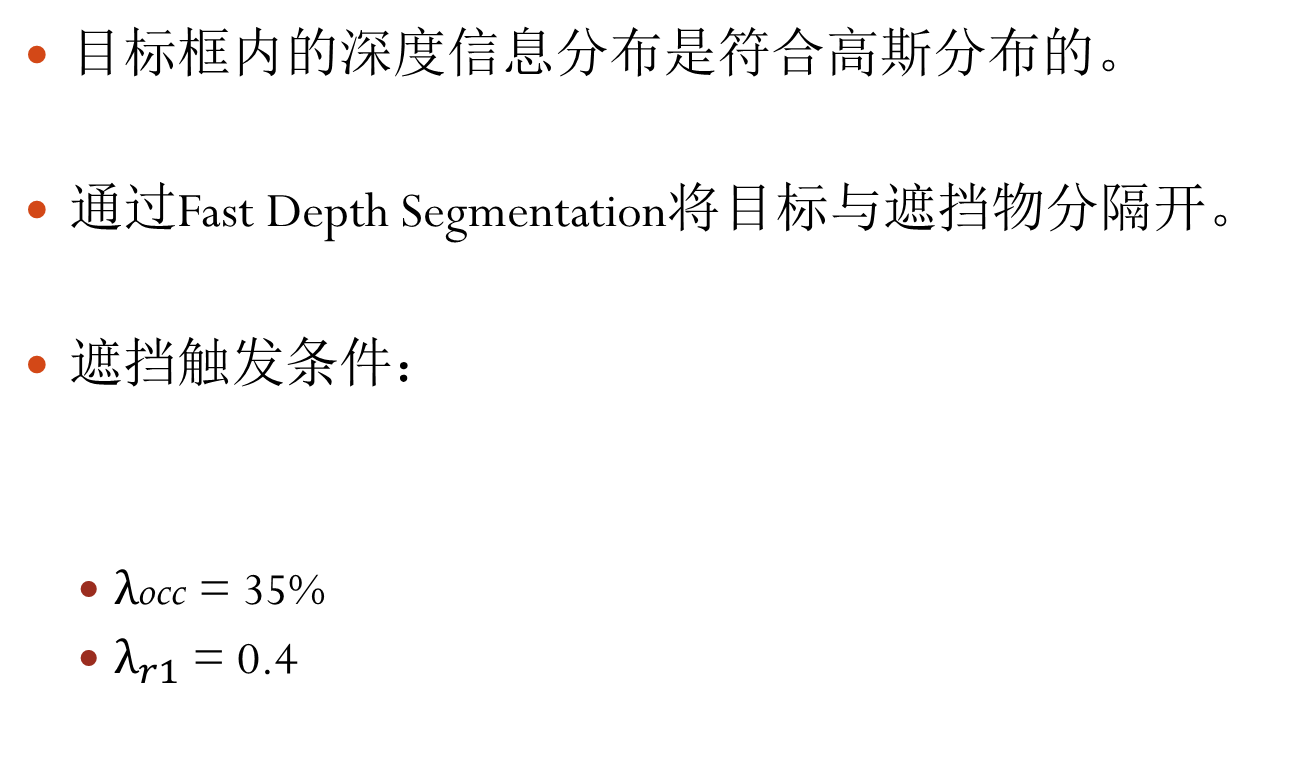 • 目标框内的深度信息分布是符合高斯分布的。
• 通过Fast Depth Segmentation将目标与遮挡物分隔开。
• 遮挡触发条件：
• λocc = 35%
• λr1 = 0.4